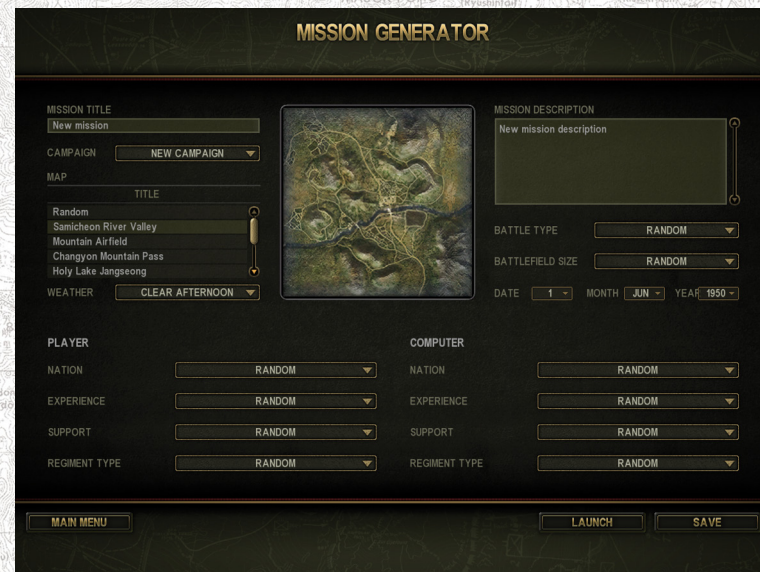 MISSION GENERATOR
MISSION TITLE
New mission
CAMPAIGN NEW CAMPAIGN
MAP
TITLE
Random
Samicheon River Valley
Mountain Airfield
Changyon Mountain Pass
Holy Lake Jangseong
WEATHER CLEAR AFTERNOON
MISSION DESCRIPTION
New mission description
BATTLE TYPE RANDOM
BATTLEFIELD SIZE RANDOM
DATE 1 MONTH JUN YEAR 1950
PLAYER
NATION RANDOM
EXPERIENCE RANDOM
SUPPORT RANDOM
REGIMENT TYPE RANDOM
COMPUTER
NATION RANDOM
EXPERIENCE RANDOM
SUPPORT RANDOM
REGIMENT TYPE RANDOM
MAIN MENU LAUNCH SAVE